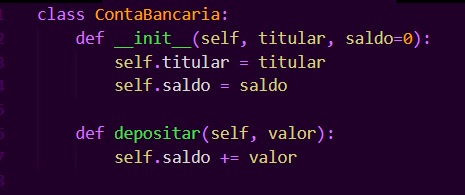 class ContaBancaria:
    def __init__(self, titular, saldo=0):
        self.titular = titular
        self.saldo = saldo

    def depositar(self, valor):
        self.saldo += valor